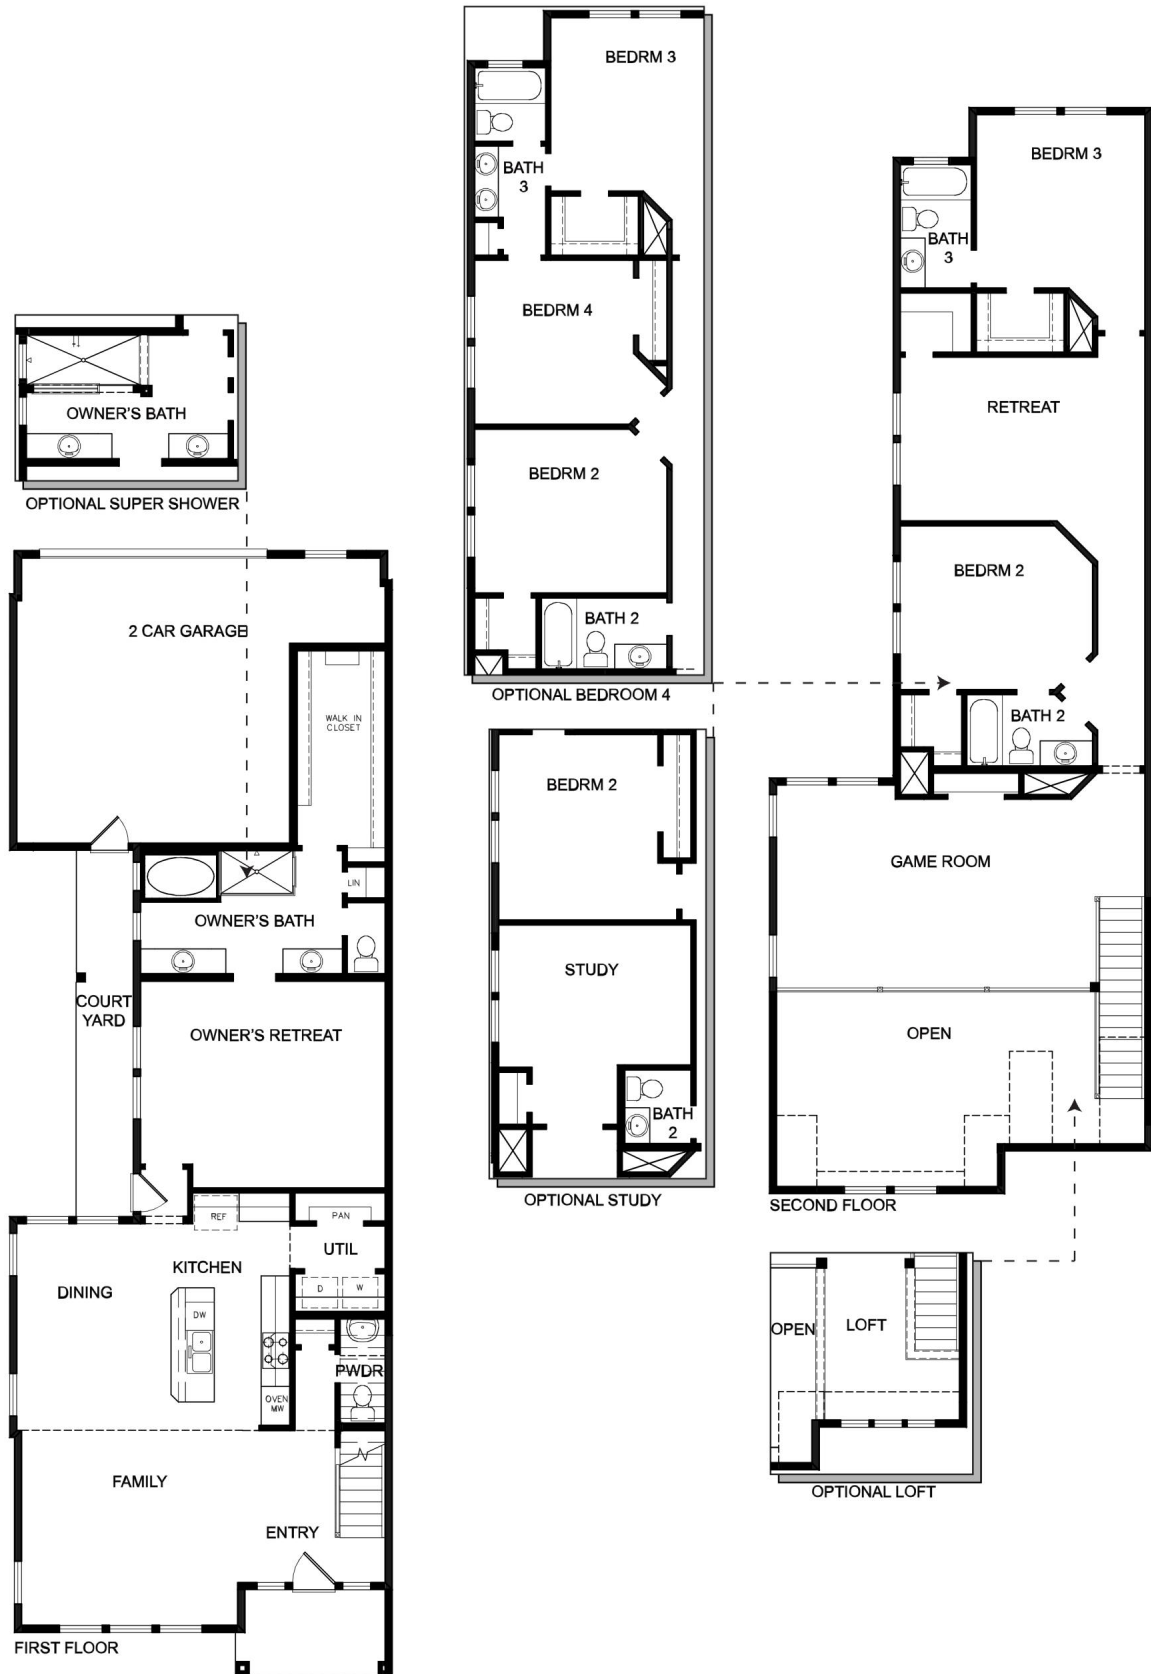 BEDRM 3
BATH
3
BEDRM 4
BEDRM 2
BATH 2
OPTIONAL BEDROOM 4
BEDRM 3
BATH
3
RETREAT
BEDRM 2
BATH 2
GAME ROOM
OPEN
SECOND FLOOR
OWNER'S BATH
OPTIONAL SUPER SHOWER
2 CAR GARAGE
WALK IN
CLOSET
LIN
OWNER'S BATH
COURT
YARD
OWNER'S RETREAT
REF
PAN
UTIL
KITCHEN
DINING
D
W
DW
PWDR
OVEN
MW
FAMILY
ENTRY
FIRST FLOOR
BEDRM 2
STUDY
BATH
2
OPTIONAL STUDY
OPEN
LOFT
OPTIONAL LOFT